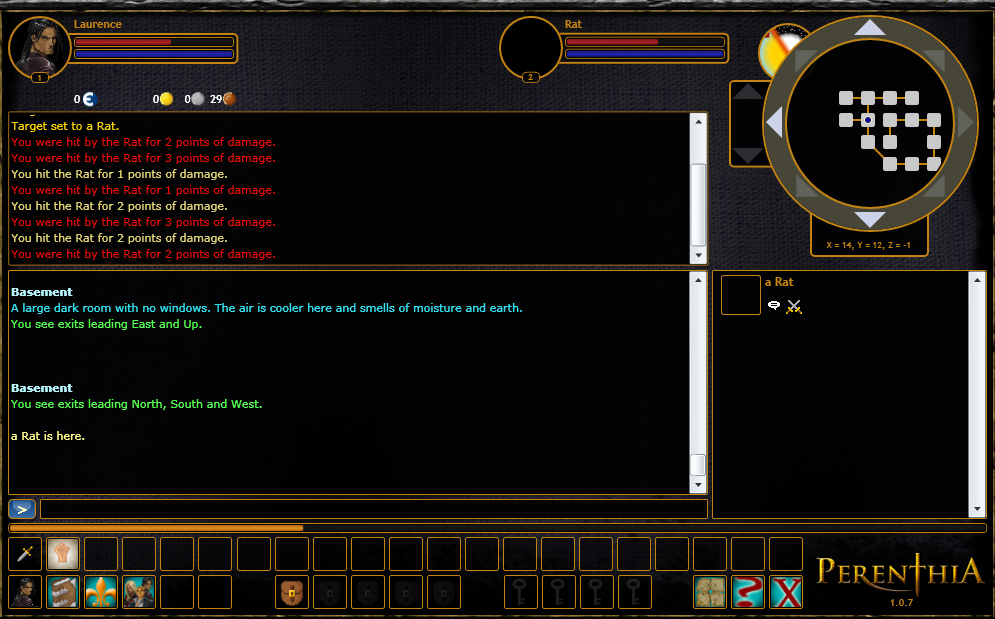 Laurence
Rat
1
2
0
0
0
29
Target set to a Rat.
You were hit by the Rat for 2 points of damage.
You were hit by the Rat for 3 points of damage.
You hit the Rat for 1 points of damage.
You were hit by the Rat for 1 points of damage.
You hit the Rat for 2 points of damage.
You were hit by the Rat for 3 points of damage.
You hit the Rat for 2 points of damage.
You were hit by the Rat for 2 points of damage.
X = 14, Y = 12, Z = -1
Basement
A large dark room with no windows. The air is cooler here and smells of moisture and earth.
You see exits leading East and Up.
Basement
You see exits leading North, South and West.
a Rat is here.
a Rat
>
PERENTHIA
1.0.7